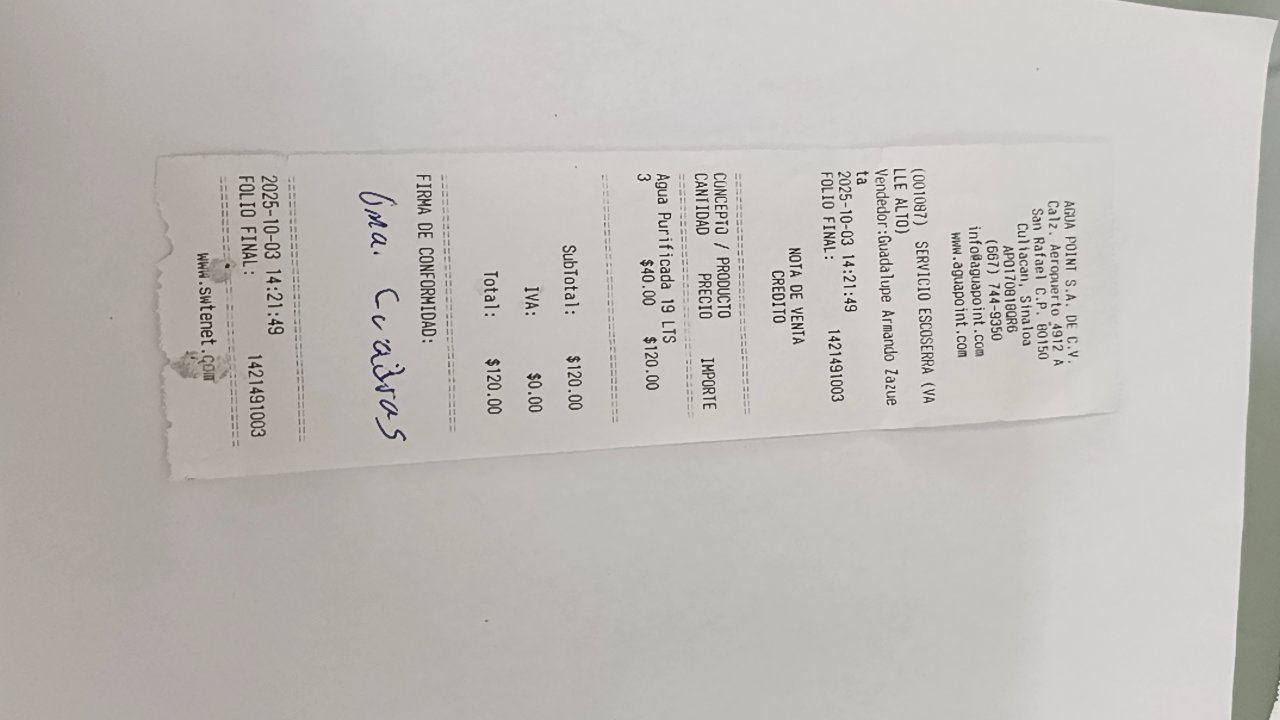 AGUA POINT S.A. DE C.V.
Calz. Aeropuerto 4912 A
San Rafael C.P. 80150
Culiacan, Sinaloa
APO170818QR6
(667) 744-9350
info@aguapoint.com
www.aguapoint.com
(001087) SERVICIO ESCOSERRA (VA
LLE ALTO)
Vendedor:Guadalupe Armando Zazue
ta
2025-10-03 14:21:49
FOLIO FINAL: 1421491003
NOTA DE VENTA
CREDITO
CONCEPTO / PRODUCTO
CANTIDAD PRECIO IMPORTE
Agua Purificada 19 LTS
3 $40.00 $120.00
SubTotal: $120.00
IVA: $0.00
Total: $120.00
FIRMA DE CONFORMIDAD:
2025-10-03 14:21:49
FOLIO FINAL: 1421491003
www.swtenet.com